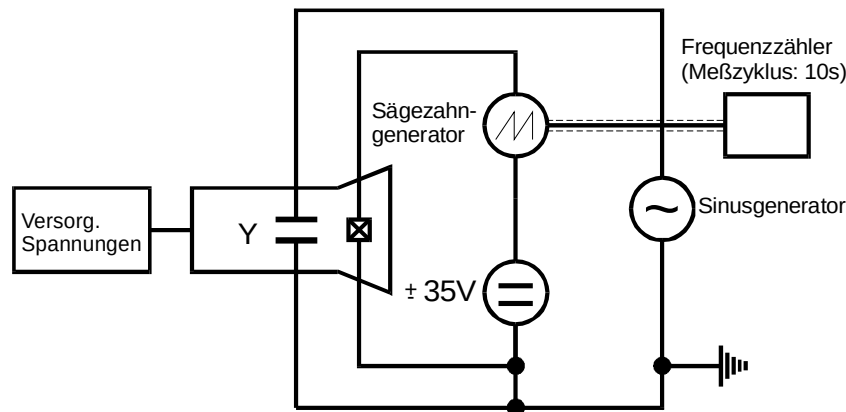 Frequenzzähler
(Meßzyklus: 10s)
Sägezahn-
generator
Versorg.
Spannungen
Y
Sinusgenerator
± 35V